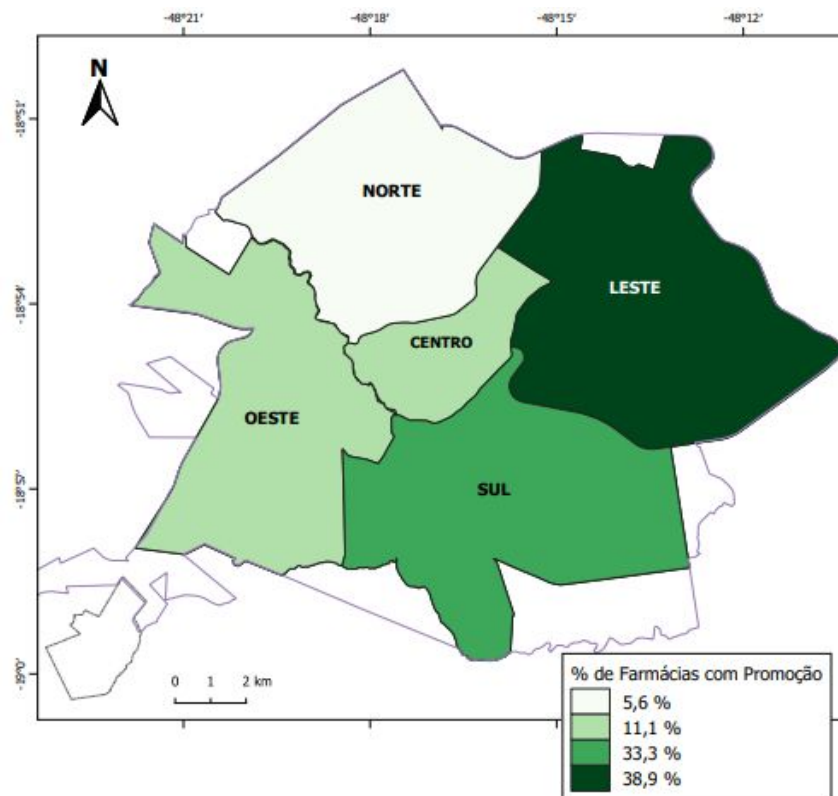 -48°21' -48°18' -48°15' -48°12'
N
-18°51'
NORTE
-18°54'
LESTE
CENTRO
OESTE
-18°57'
SUL
-19°0'
0 1 2 km
% de Farmácias com Promoção
5,6 %
11,1 %
33,3 %
38,9 %